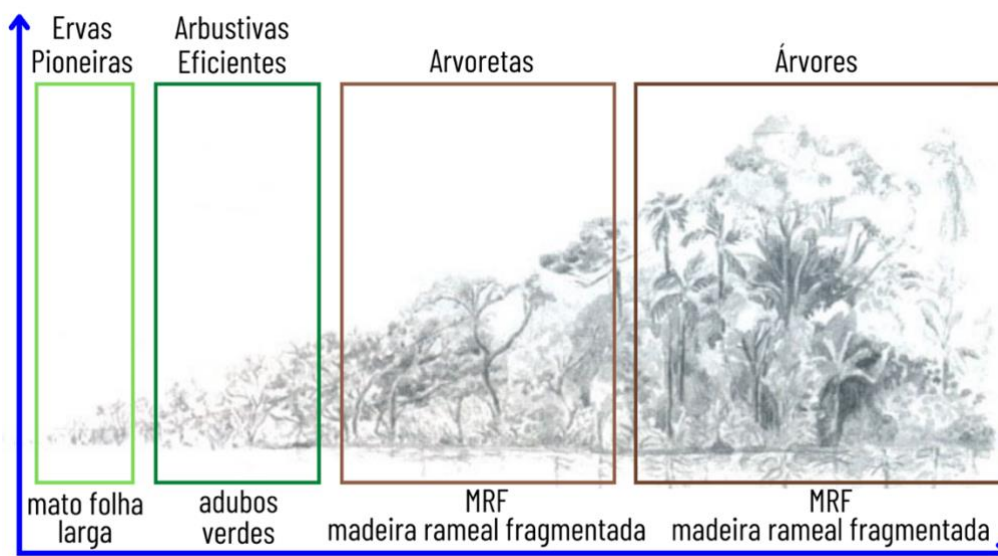 Ervas
Pioneiras
Arbustivas
Eficientes
Arvoretas
Árvores
mato folha
larga
adubos
verdes
MRF
madeira rameal fragmentada
MRF
madeira rameal fragmentada